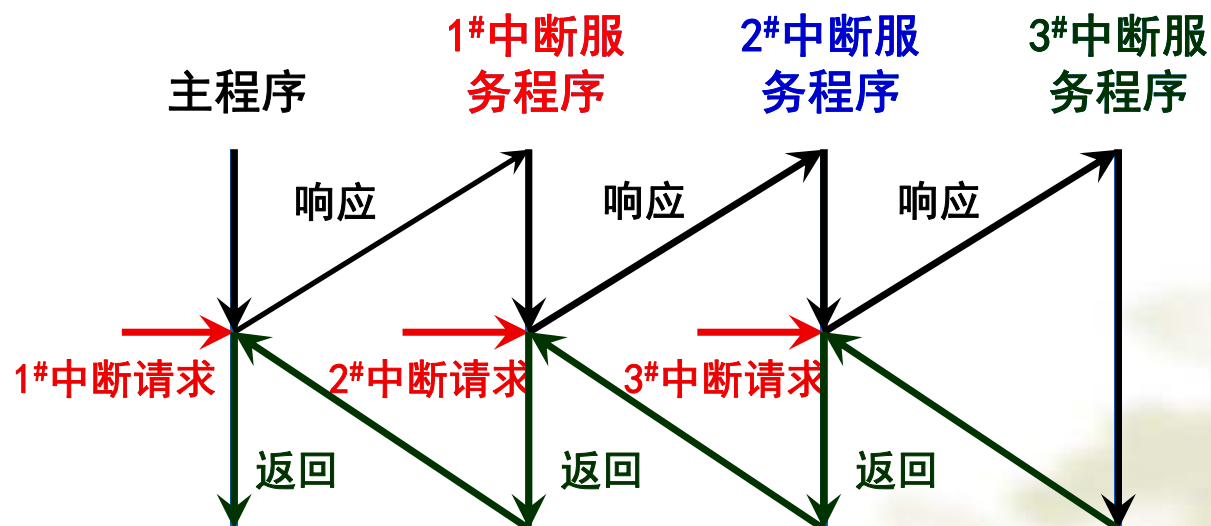 主程序
1#中断服
务程序
2#中断服
务程序
3#中断服
务程序
响应
响应
响应
1#中断请求
2#中断请求
3#中断请求
返回
返回
返回